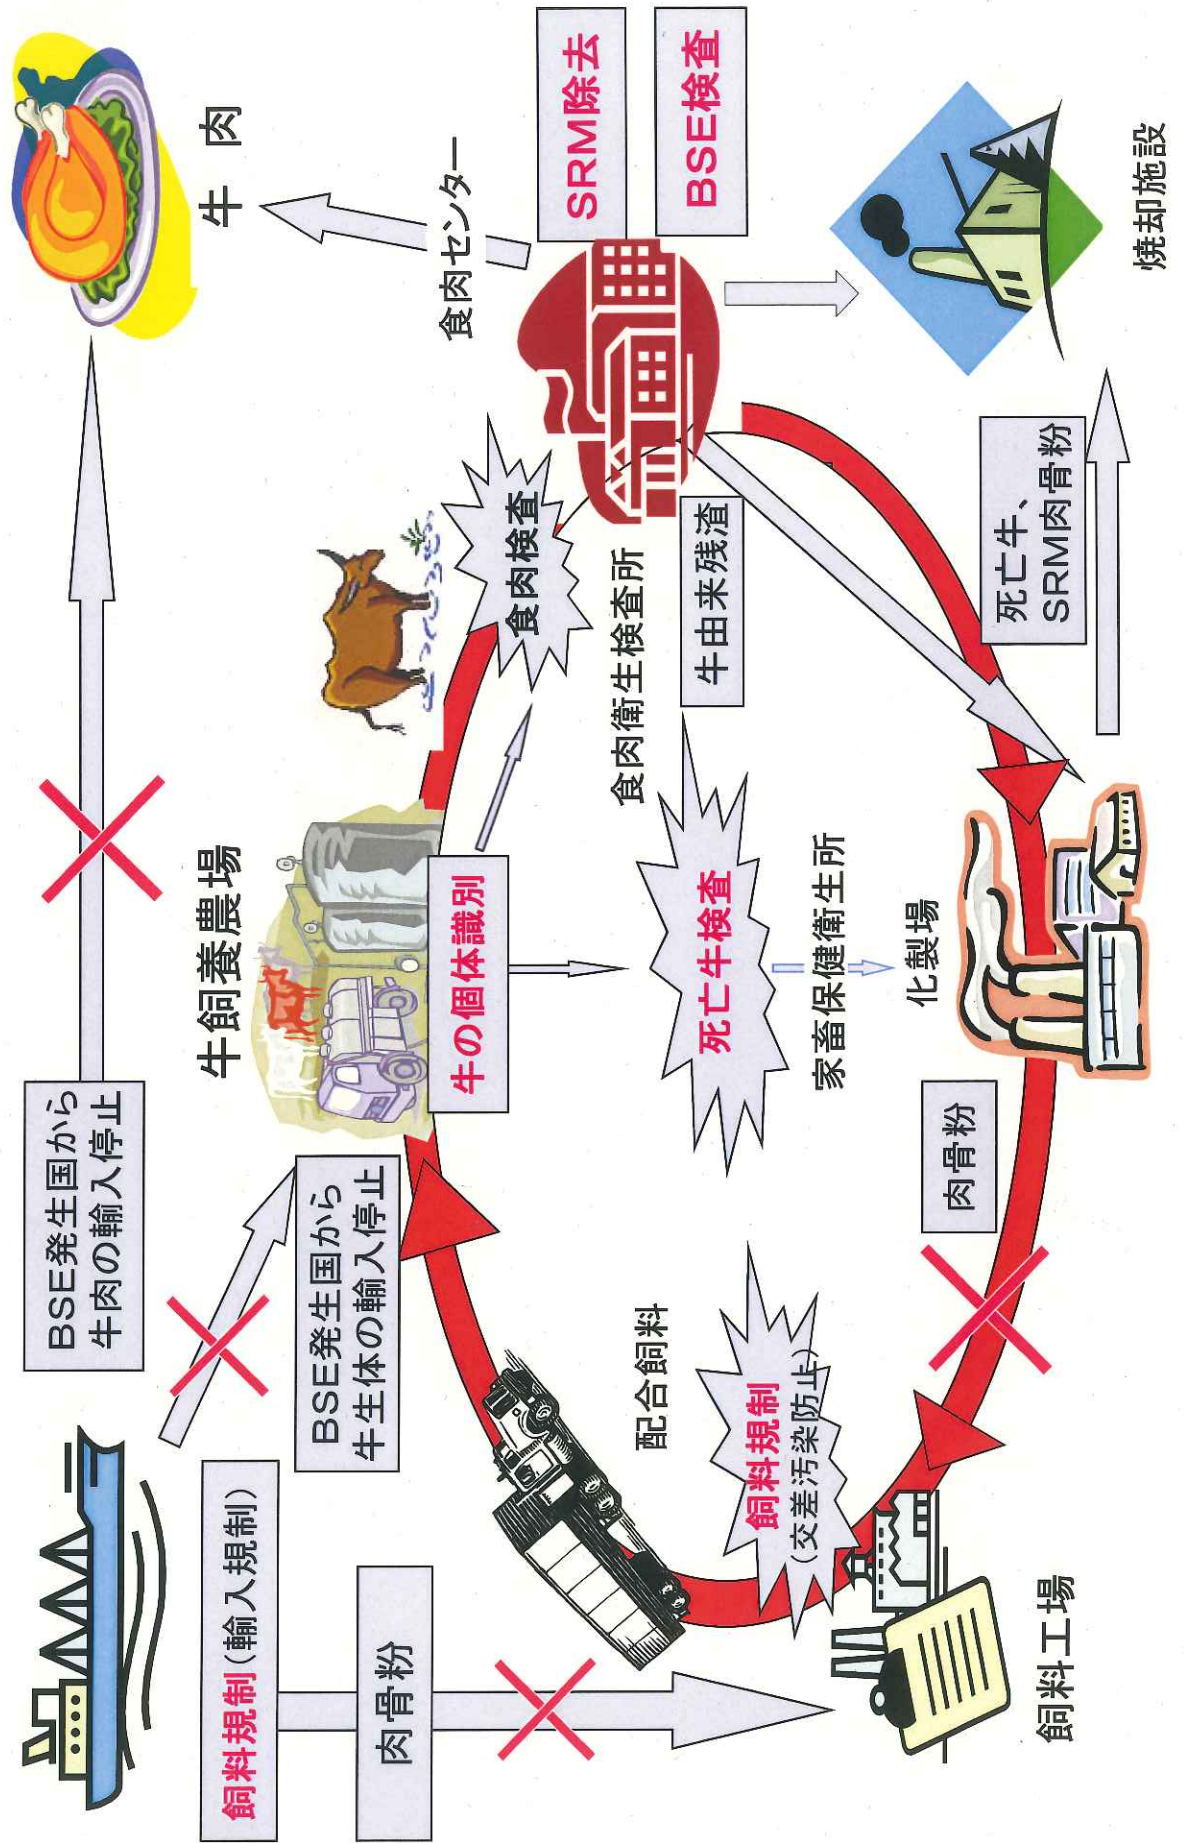 BSE発生国から
牛肉の輸入停止
牛肉
飼料規制(輸入規制)
肉骨粉
BSE発生国から
牛生体の輸入停止
牛飼養農場
牛の個体識別
食肉検査
食肉センター
SRM除去
BSE検査
食肉衛生検査所
牛由来残渣
配合飼料
飼料規制
(交差汚染防止)
死亡牛検査
家畜保健衛生所
化製場
肉骨粉
死亡牛、
SRM肉骨粉
飼料工場
焼却施設